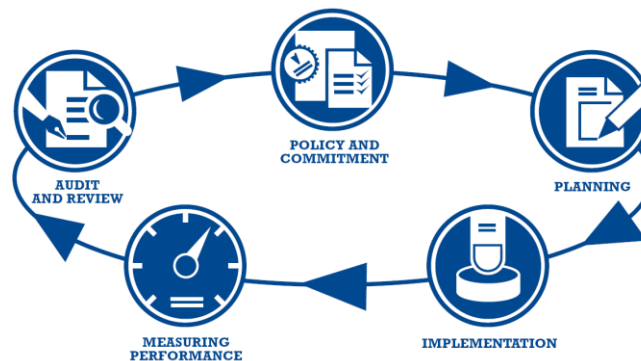 POLICY AND
COMMITMENT
PLANNING
IMPLEMENTATION
MEASURING
PERFORMANCE
AUDIT
AND REVIEW